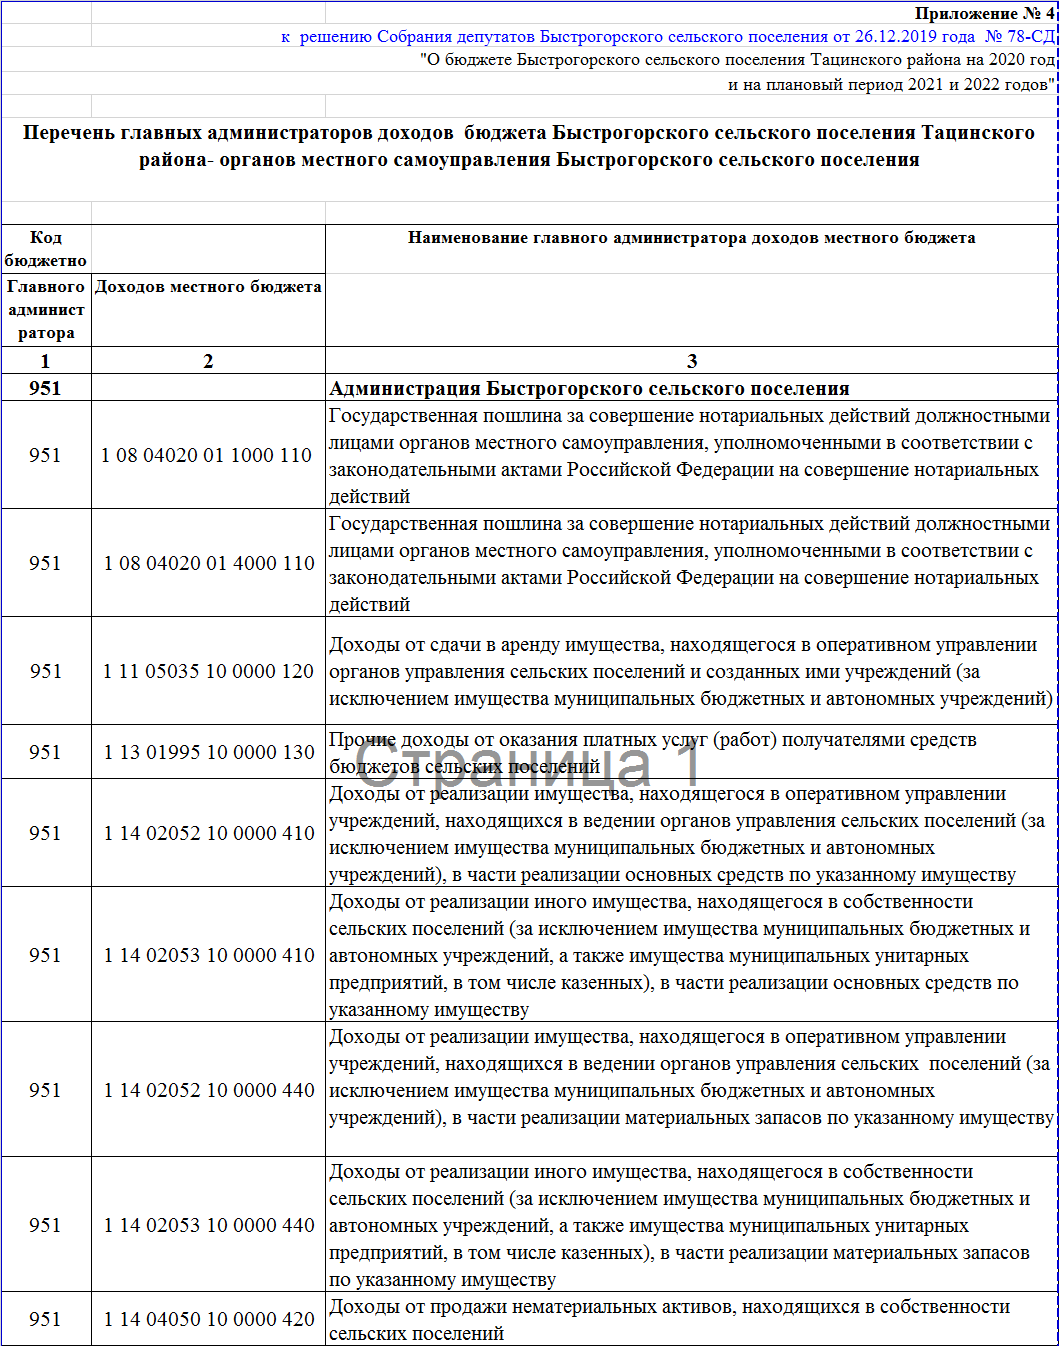 Приложение № 4
к  решению Собрания депутатов Быстрогорского сельского поселения от 26.12.2019 года  № 78-СД
"О бюджете Быстрогорского сельского поселения Тацинского района на 2020 год
и на плановый период 2021 и 2022 годов"
Перечень главных администраторов доходов  бюджета Быстрогорского сельского поселения Тацинского
района- органов местного самоуправления Быстрогорского сельского поселения
Код
бюджетно
Наименование главного администратора доходов местного бюджета
Главного
админист
ратора
Доходов местного бюджета
1 2 3
951 Администрация Быстрогорского сельского поселения
951 1 08 04020 01 1000 110
Государственная пошлина за совершение нотариальных действий должностными
лицами органов местного самоуправления, уполномоченными в соответствии с
законодательными актами Российской Федерации на совершение нотариальных
действий
951 1 08 04020 01 4000 110
Государственная пошлина за совершение нотариальных действий должностными
лицами органов местного самоуправления, уполномоченными в соответствии с
законодательными актами Российской Федерации на совершение нотариальных
действий
951 1 11 05035 10 0000 120
Доходы от сдачи в аренду имущества, находящегося в оперативном управлении
органов управления сельских поселений и созданных ими учреждений (за
исключением имущества муниципальных бюджетных и автономных учреждений)
951 1 13 01995 10 0000 130
Прочие доходы от оказания платных услуг (работ) получателями средств
бюджетов сельских поселений
Страница 1
951 1 14 02052 10 0000 410
Доходы от реализации имущества, находящегося в оперативном управлении
учреждений, находящихся в ведении органов управления сельских поселений (за
исключением имущества муниципальных бюджетных и автономных
учреждений), в части реализации основных средств по указанному имуществу
951 1 14 02053 10 0000 410
Доходы от реализации иного имущества, находящегося в собственности
сельских поселений (за исключением имущества муниципальных бюджетных и
автономных учреждений, а также имущества муниципальных унитарных
предприятий, в том числе казенных), в части реализации основных средств по
указанному имуществу
951 1 14 02052 10 0000 440
Доходы от реализации имущества, находящегося в оперативном управлении
учреждений, находящихся в ведении органов управления сельских  поселений (за
исключением имущества муниципальных бюджетных и автономных
учреждений), в части реализации материальных запасов по указанному имуществу
951 1 14 02053 10 0000 440
Доходы от реализации иного имущества, находящегося в собственности
сельских поселений (за исключением имущества муниципальных бюджетных и
автономных учреждений, а также имущества муниципальных унитарных
предприятий, в том числе казенных), в части реализации материальных запасов
по указанному имуществу
951 1 14 04050 10 0000 420
Доходы от продажи нематериальных активов, находящихся в собственности
сельских поселений